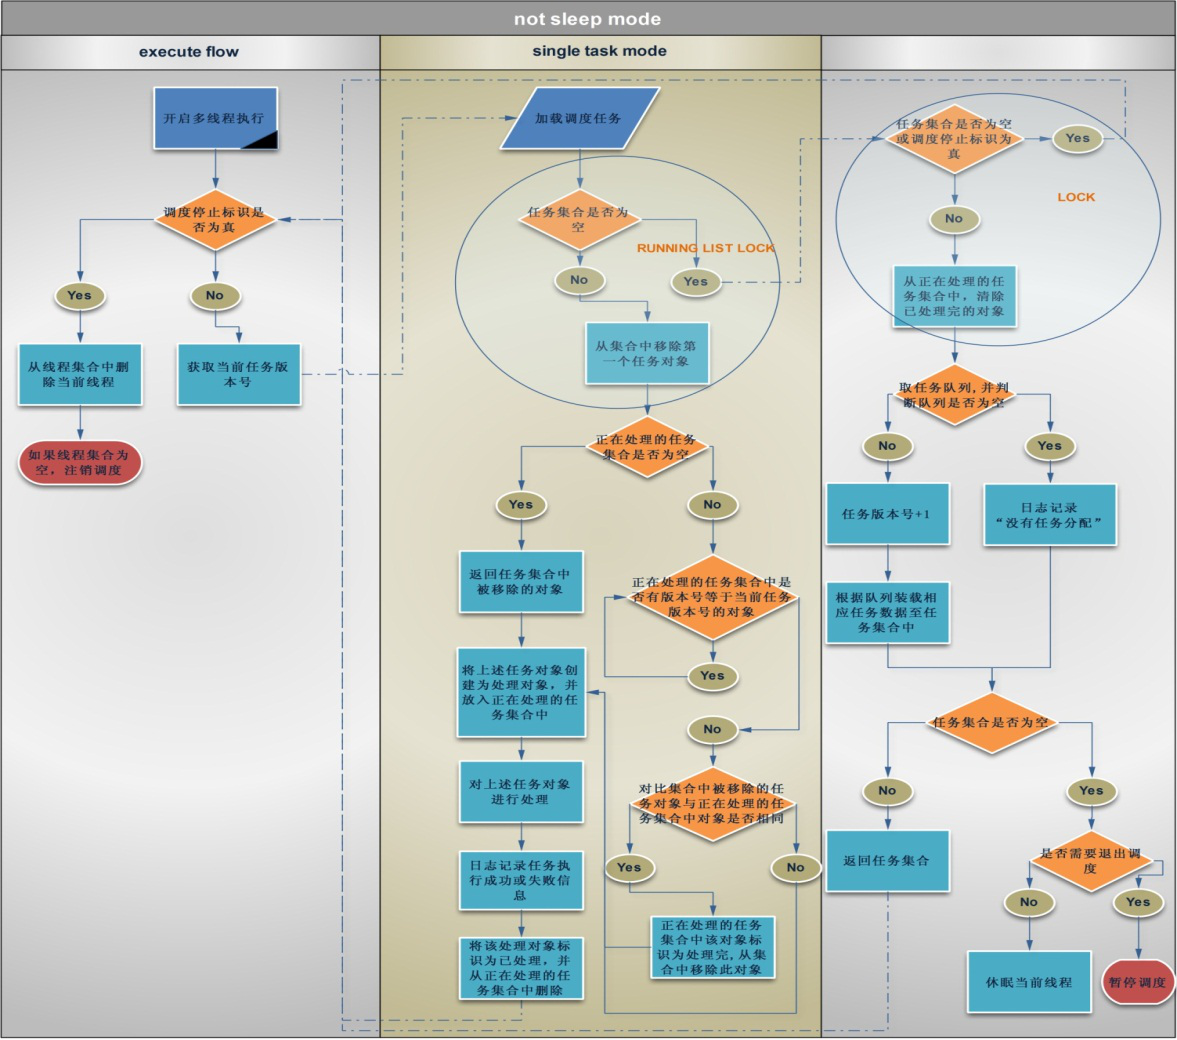 not sleep mode
execute flow
single task mode
开启多线程执行
调度停止标识是
否为真
Yes
No
从线程集合中删
除当前线程
获取当前任务版
本号
如果线程集合为
空，注销调度
加载调度任务
任务集合是否为
空
RUNNING LIST LOCK
No
Yes
从集合中移除第
一个任务对象
正在处理的任务
集合是否为空
Yes
No
返回任务集合中
被移除的对象
正在处理的任务集合中是
否有版本号等于当前任务
版本号的对象
Yes
将上述任务对象创
建为处理对象，并
放入正在处理的任
务集合中
No
对上述任务对象
进行处理
对比集合中被移除的任
务对象与正在处理的任
务集合中对象是否相同
Yes
No
日志记录任务执
行成功或失败信
息
正在处理的任务
集合中该对象标
识为处理完,从集
合中移除此对象
将该处理对象标
识为已处理，并
从正在处理的任
务集合中删除
任务集合是否为空
或调度停止标识为
真
Yes
LOCK
No
从正在处理的任
务集合中，清除
已处理完的对象
取任务队列,并判
断队列是否为空
No
Yes
任务版本号+1
日志记录
“没有任务分配”
根据队列装载相
应任务数据至任
务集合中
任务集合是否为空
No
Yes
返回任务集合
是否需要退出调
度
No
Yes
休眠当前线程
暂停调度